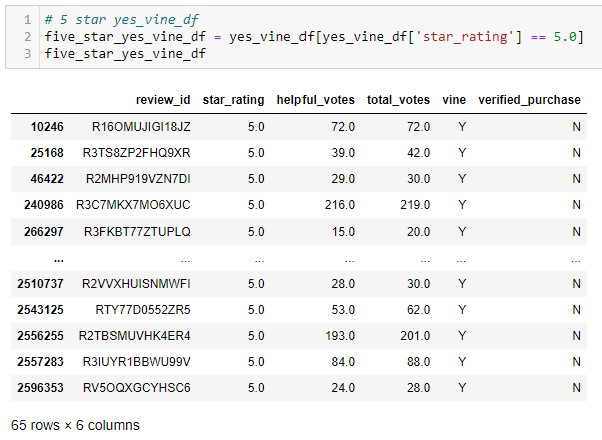 1 # 5 star yes_vine_df
2 five_star_yes_vine_df = yes_vine_df[yes_vine_df['star_rating'] == 5.0]
3 five_star_yes_vine_df
review_id star_rating helpful_votes total_votes vine verified_purchase
10246 R16OMUJIGI18JZ 5.0 72.0 72.0 Y N
25168 R3TS8ZP2FHQ9XR 5.0 39.0 42.0 Y N
46422 R2MHP919VZN7DI 5.0 29.0 30.0 Y N
240986 R3C7MKX7MO6XUC 5.0 216.0 219.0 Y N
266297 R3FKBT77ZTUPLQ 5.0 15.0 20.0 Y N
... ... ... ... ... ... ...
2510737 R2VVXHUISNMWFI 5.0 28.0 30.0 Y N
2543125 RTY77D0552ZR5 5.0 53.0 62.0 Y N
2556255 R2TBSMUVHK4ER4 5.0 193.0 201.0 Y N
2557283 R3IUYR1BBWU99V 5.0 84.0 88.0 Y N
2596353 RV5OQXGCYHSC6 5.0 24.0 28.0 Y N
65 rows × 6 columns